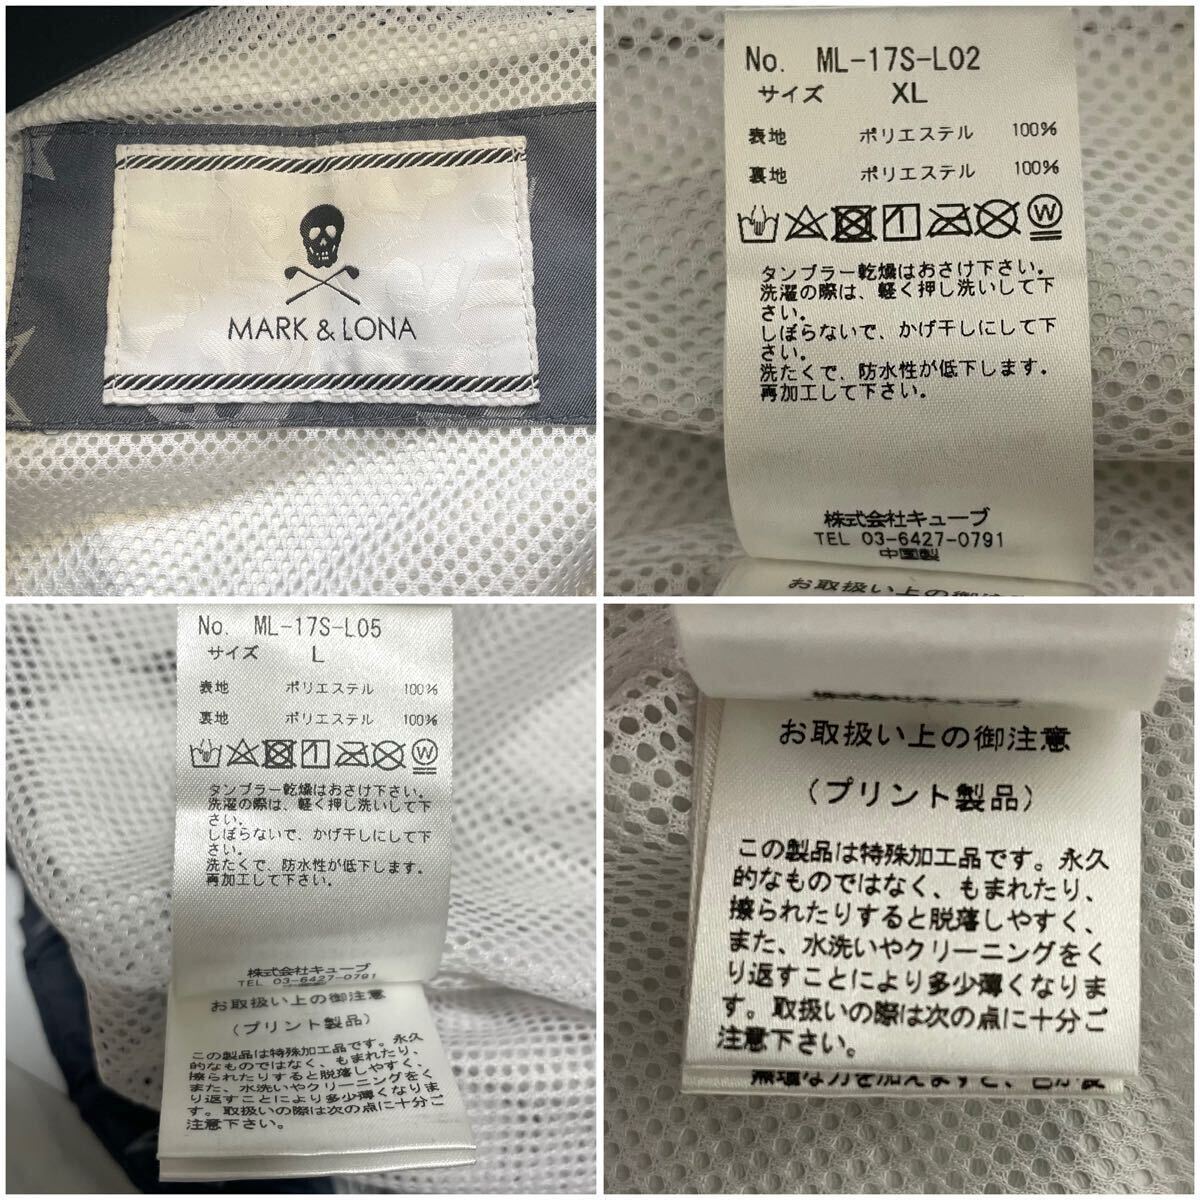 MARK & LONA
No. ML-17S-L02
サイズ XL
表地 ポリエステル 100%
裏地 ポリエステル 100%
タンブラー乾燥はおさけ下さい。
洗濯の際は、軽く押し洗いして下
さい。
しぼらないで、かげ干しにして下
さい。
洗たくで、防水性が低下します。
再加工して下さい。
株式会社キューブ
TEL 03-6427-0791
中国製
お取扱い上の御注意
No. ML-17S-L05
サイズ L
表地 ポリエステル 100%
裏地 ポリエステル 100%
タンブラー乾燥はおさけ下さい。
洗濯の際は、軽く押し洗いして下
さい。
しぼらないで、かげ干しにして下
さい。
洗たくで、防水性が低下します。
再加工して下さい。
株式会社キューブ
TEL 03-6427-0791
お取扱い上の御注意
(プリント製品)
この製品は特殊加工品です。永久
的なものではなく、もまれたり、
擦られたりすると脱落しやすく、
また、水洗いやクリーニングをく
り返すことにより多少薄くなりま
す。取扱いの際は次の点に十分ご
注意下さい。
株式会社キューブ
お取扱い上の御注意
(プリント製品)
この製品は特殊加工品です。永久
的なものではなく、もまれたり、
擦られたりすると脱落しやすく、
また、水洗いやクリーニングをく
り返すことにより多少薄くなりま
す。取扱いの際は次の点に十分ご
注意下さい。